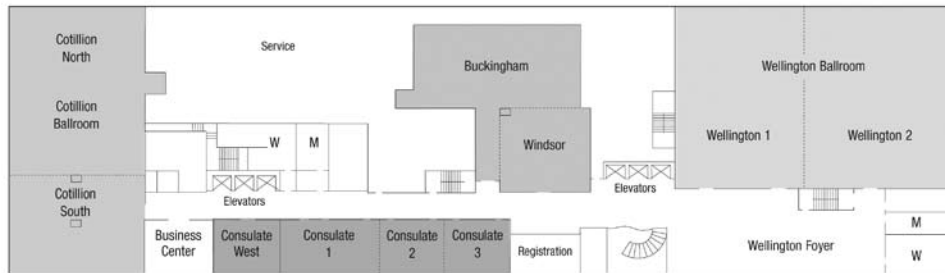 Cotillion
North
Service
Buckingham
Wellington Ballroom
Cotillion
Ballroom
W
M
Windsor
Wellington 1
Wellington 2
Elevators
Elevators
Cotillion
South
Business
Center
Consulate
West
Consulate
1
Consulate
2
Consulate
3
Registration
Wellington Foyer
M
W